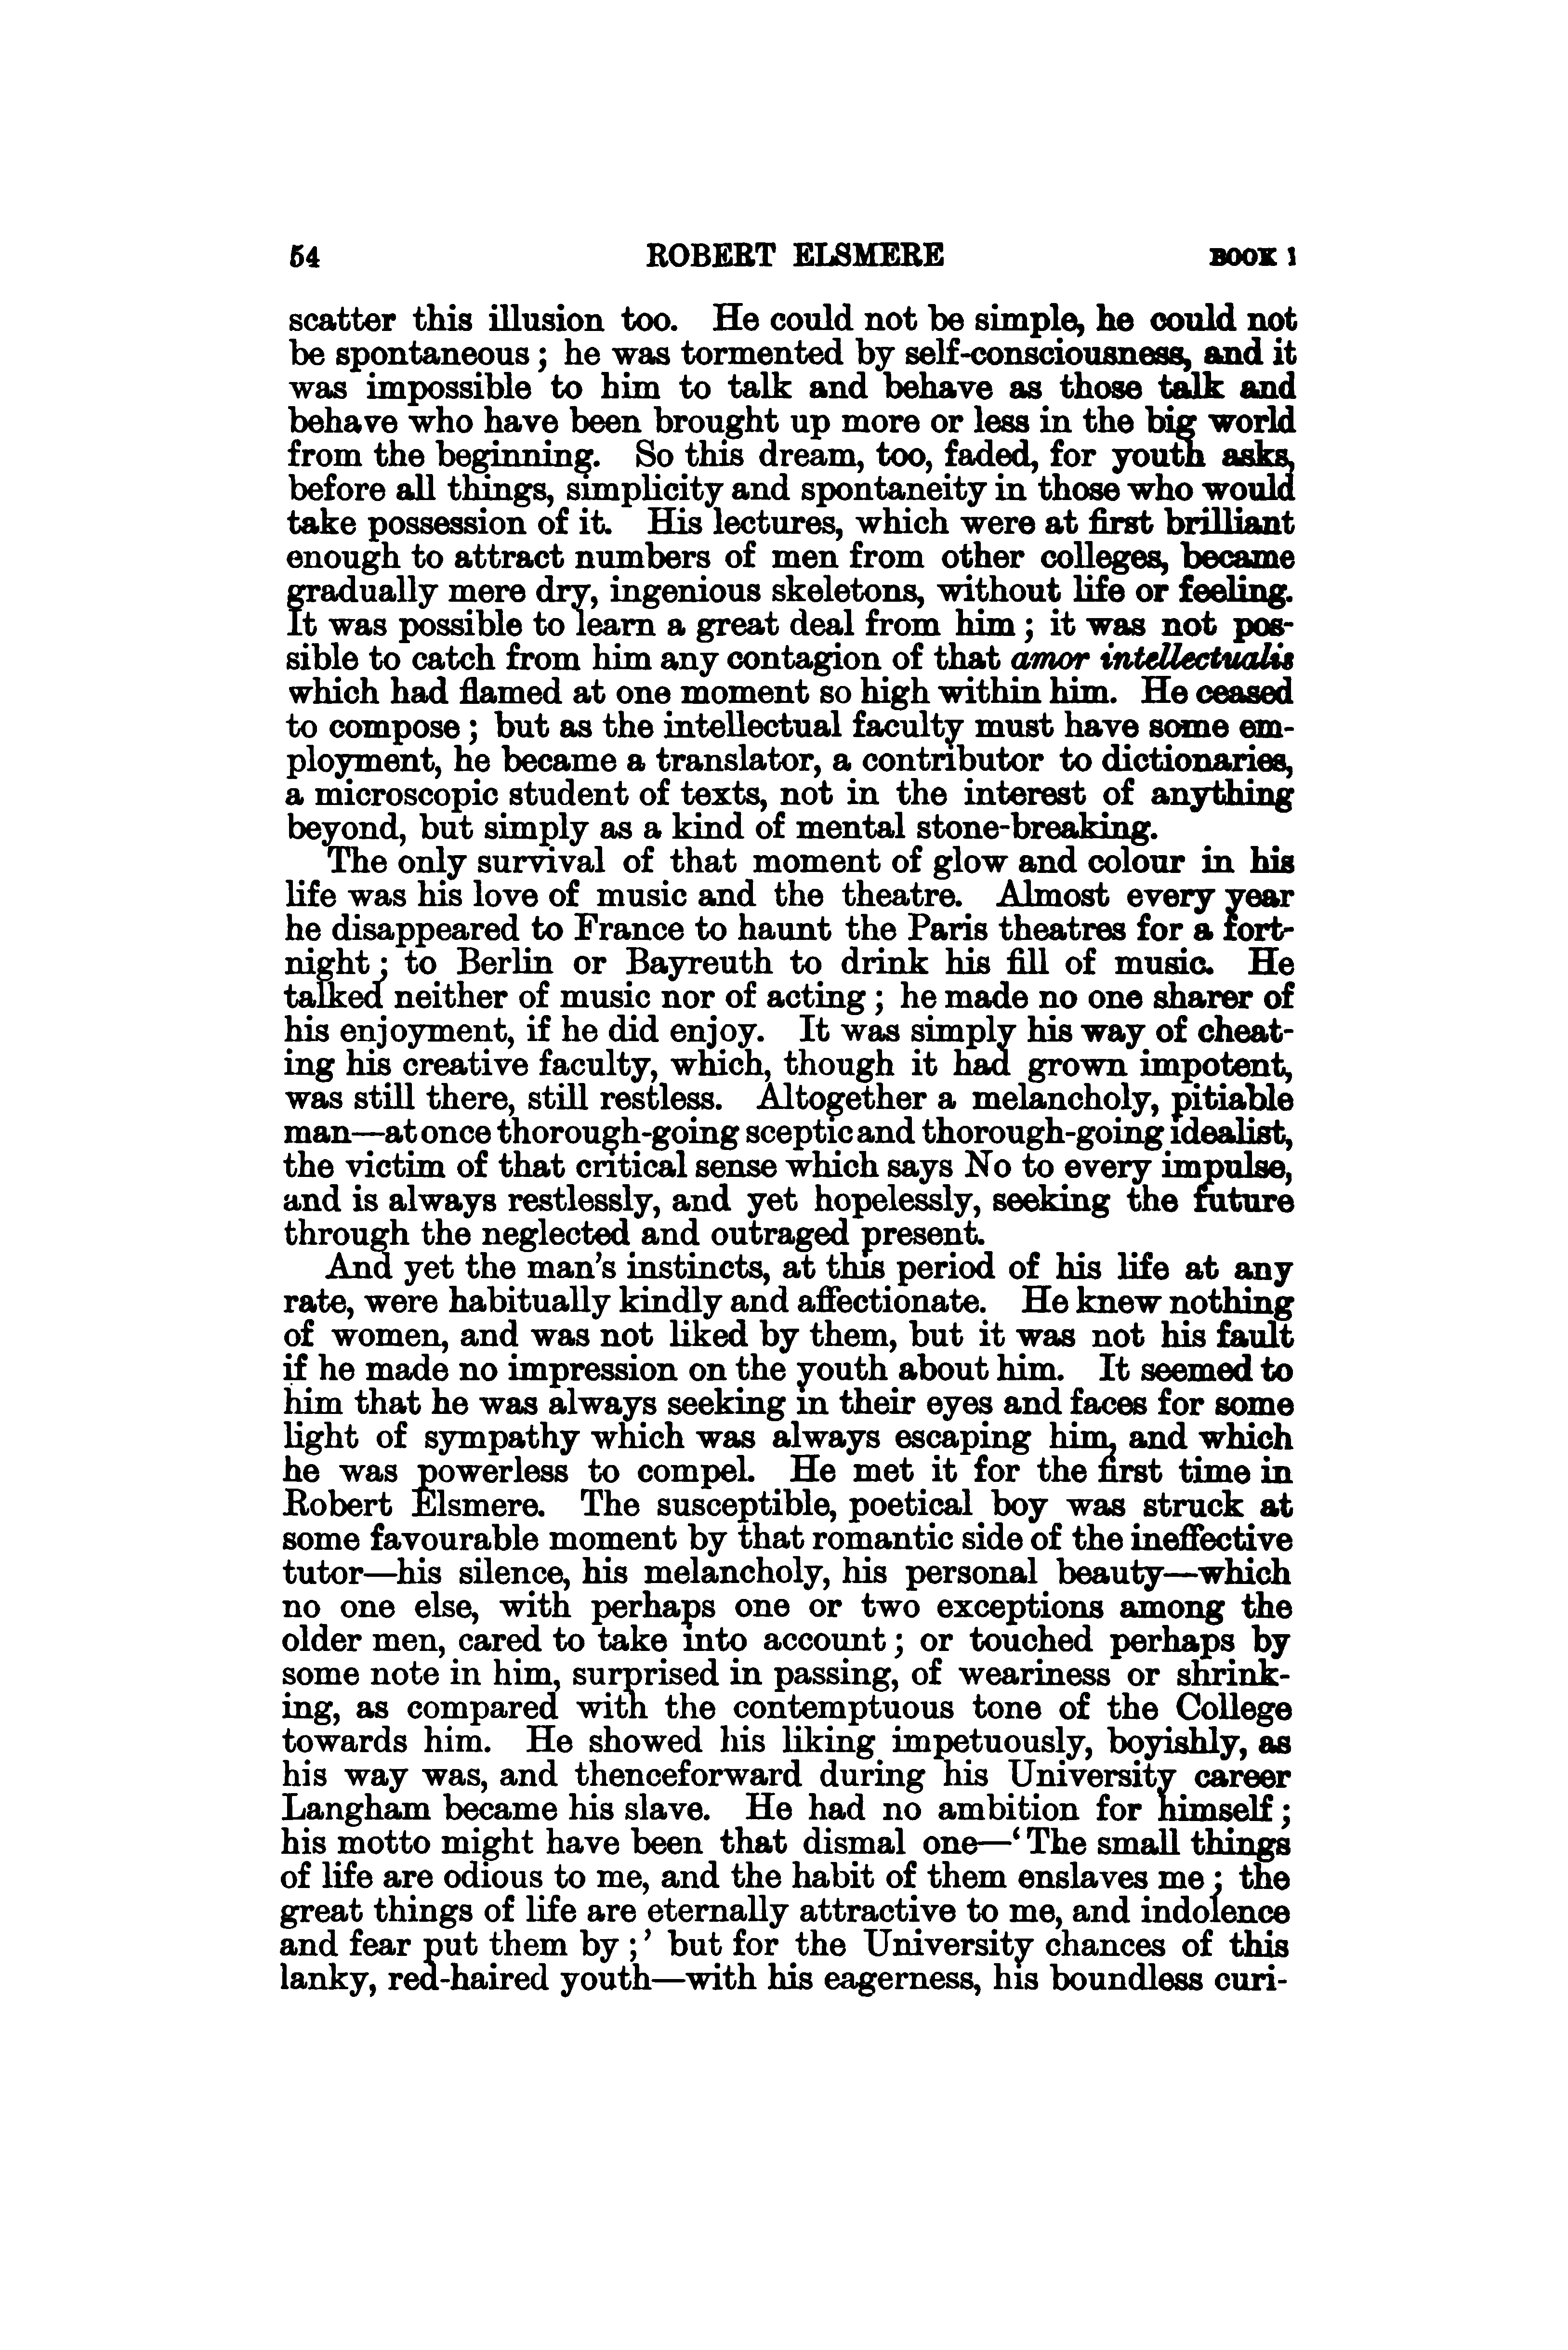 54 ROBERT ELSMERE BOOK I
scatter this illusion too. He could not be simple, he could not
be spontaneous; he was tormented by self-consciousness, and it
was impossible to him to talk and behave as those talk and
behave who have been brought up more or less in the big world
from the beginning. So this dream, too, faded, for youth asks,
before all things, simplicity and spontaneity in those who would
take possession of it. His lectures, which were at first brilliant
enough to attract numbers of men from other colleges, became
gradually mere dry, ingenious skeletons, without life or feeling.
It was possible to learn a great deal from him; it was not pos-
sible to catch from him any contagion of that amor intellectualis
which had flamed at one moment so high within him. He ceased
to compose; but as the intellectual faculty must have some em-
ployment, he became a translator, a contributor to dictionaries,
a microscopic student of texts, not in the interest of anything
beyond, but simply as a kind of mental stone-breaking.
The only survival of that moment of glow and colour in his
life was his love of music and the theatre. Almost every year
he disappeared to France to haunt the Paris theatres for a fort-
night; to Berlin or Bayreuth to drink his fill of music. He
talked neither of music nor of acting; he made no one sharer of
his enjoyment, if he did enjoy. It was simply his way of cheat-
ing his creative faculty, which, though it had grown impotent,
was still there, still restless. Altogether a melancholy, pitiable
man—at once thorough-going sceptic and thorough-going idealist,
the victim of that critical sense which says No to every impulse,
and is always restlessly, and yet hopelessly, seeking the future
through the neglected and outraged present.
And yet the man's instincts, at this period of his life at any
rate, were habitually kindly and affectionate. He knew nothing
of women, and was not liked by them, but it was not his fault
if he made no impression on the youth about him. It seemed to
him that he was always seeking in their eyes and faces for some
light of sympathy which was always escaping him, and which
he was powerless to compel. He met it for the first time in
Robert Elsmere. The susceptible, poetical boy was struck at
some favourable moment by that romantic side of the ineffective
tutor—his silence, his melancholy, his personal beauty—which
no one else, with perhaps one or two exceptions among the
older men, cared to take into account; or touched perhaps by
some note in him, surprised in passing, of weariness or shrink-
ing, as compared with the contemptuous tone of the College
towards him. He showed his liking impetuously, boyishly, as
his way was, and thenceforward during his University career
Langham became his slave. He had no ambition for himself;
his motto might have been that dismal one—‘The small things
of life are odious to me, and the habit of them enslaves me; the
great things of life are eternally attractive to me, and indolence
and fear put them by;’ but for the University chances of this
lanky, red-haired youth—with his eagerness, his boundless curi-